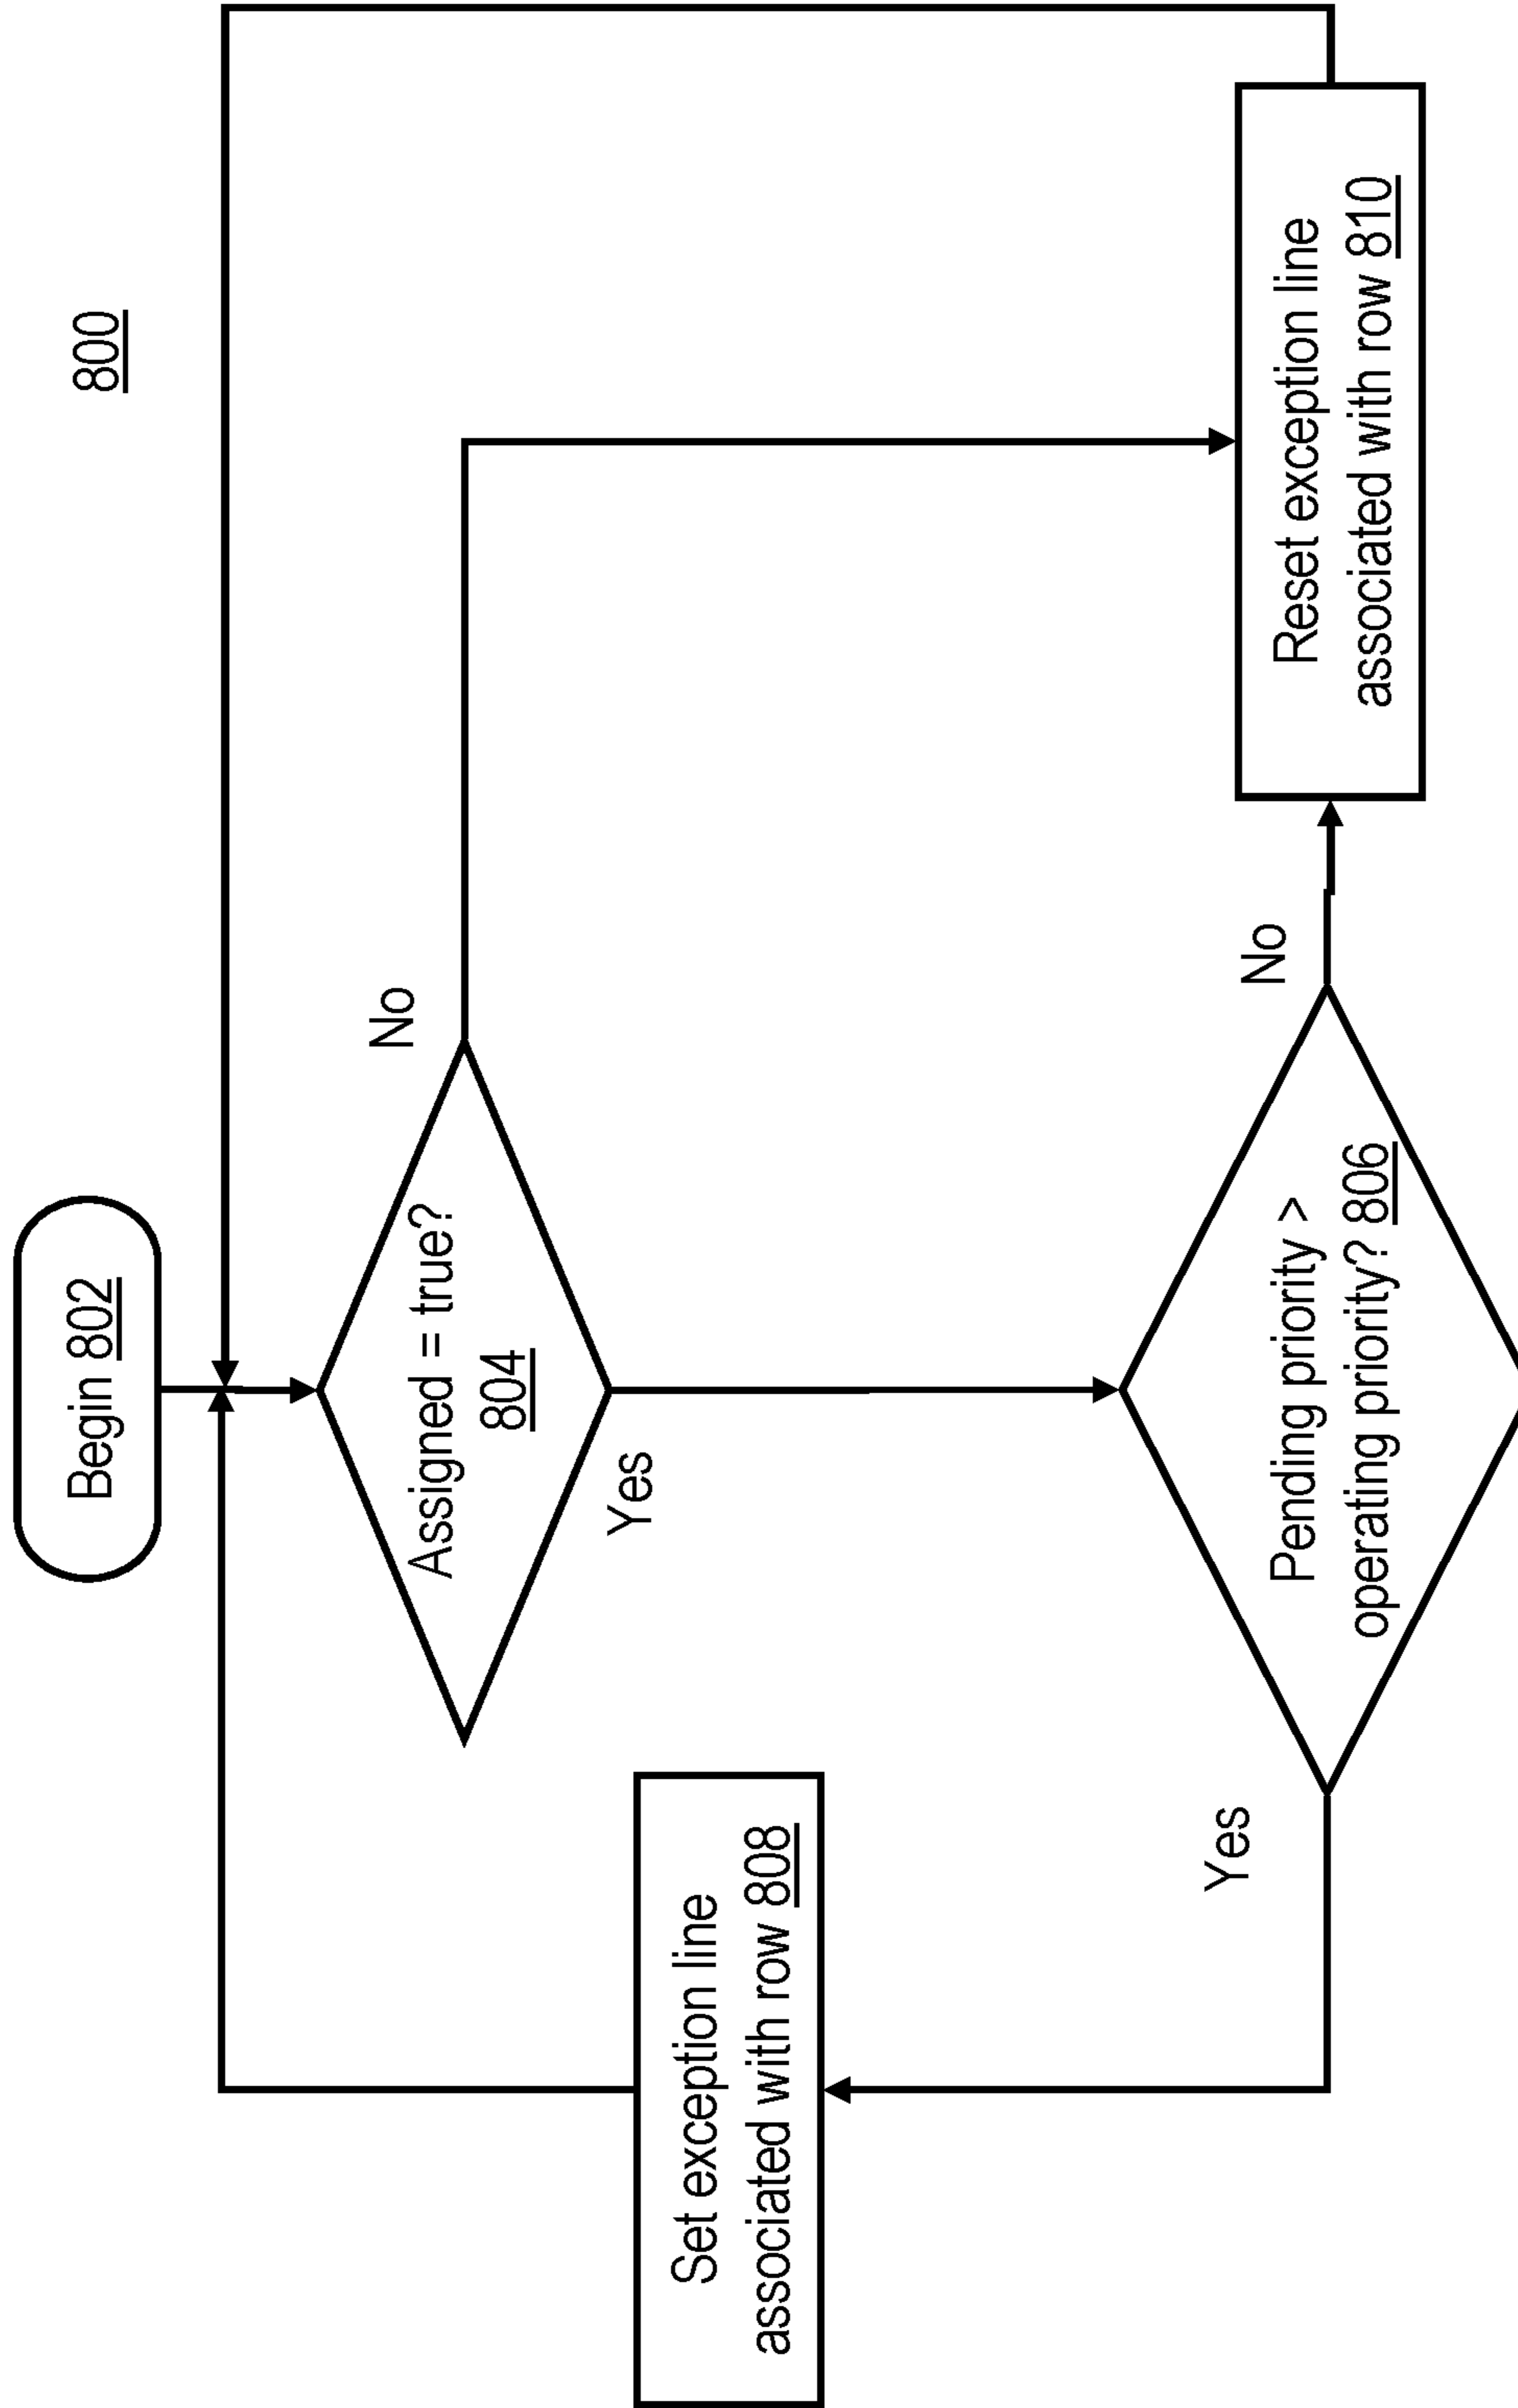 800
Begin 802
Assigned = true?
804
No
Yes
Pending priority >
operating priority? 806
Yes
No
Set exception line
associated with row 808
Reset exception line
associated with row 810